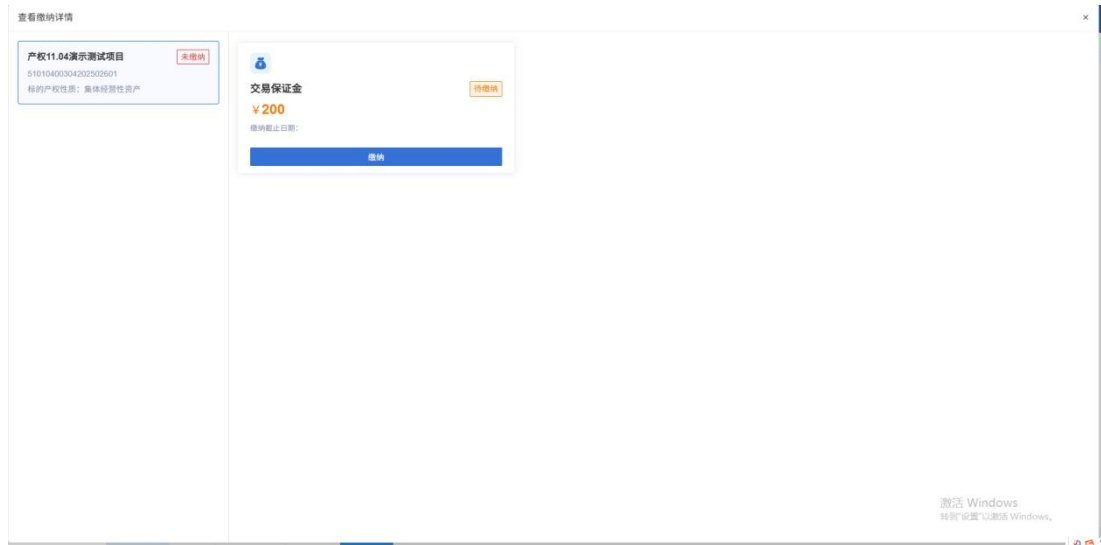 查看缴纳详情
×
产权11.04演示测试项目
未缴纳
51010400304202502601
标的产权性质：集体经营性资产
交易保证金
待缴纳
¥200
缴纳截止日期：
缴纳
激活 Windows
转到"设置"以激活 Windows。